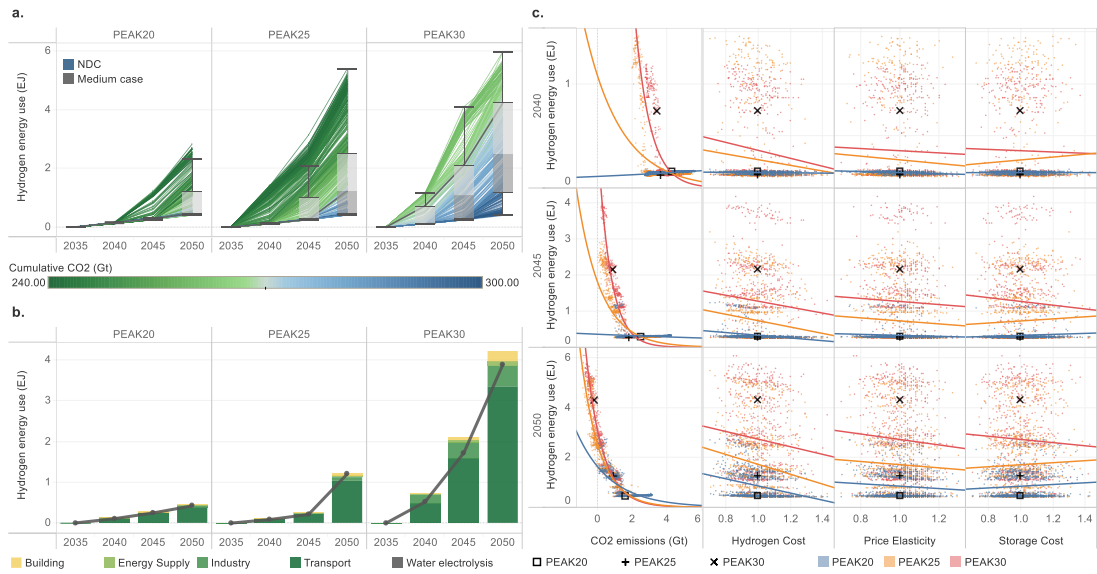 a.
PEAK20 PEAK25 PEAK30
Hydrogen energy use (EJ)
6
4
2
0
NDC
Medium case
2035 2040 2045 2050 2035 2040 2045 2050 2035 2040 2045 2050
Cumulative CO2 (Gt)
240.00 300.00
b.
PEAK20 PEAK25 PEAK30
Hydrogen energy use (EJ)
4
3
2
1
0
2035 2040 2045 2050 2035 2040 2045 2050 2035 2040 2045 2050
Building Energy Supply Industry Transport Water electrolysis
c.
2040
Hydrogen energy use (EJ)
1
0
2045
Hydrogen energy use (EJ)
4
3
2
1
0
2050
Hydrogen energy use (EJ)
6
4
2
0
0 2 4 6 0.8 1.0 1.2 1.4 0.8 1.0 1.2 0.8 1.0 1.2 1.4
CO2 emissions (Gt) Hydrogen Cost Price Elasticity Storage Cost
PEAK20 PEAK25 PEAK30 PEAK20 PEAK25 PEAK30